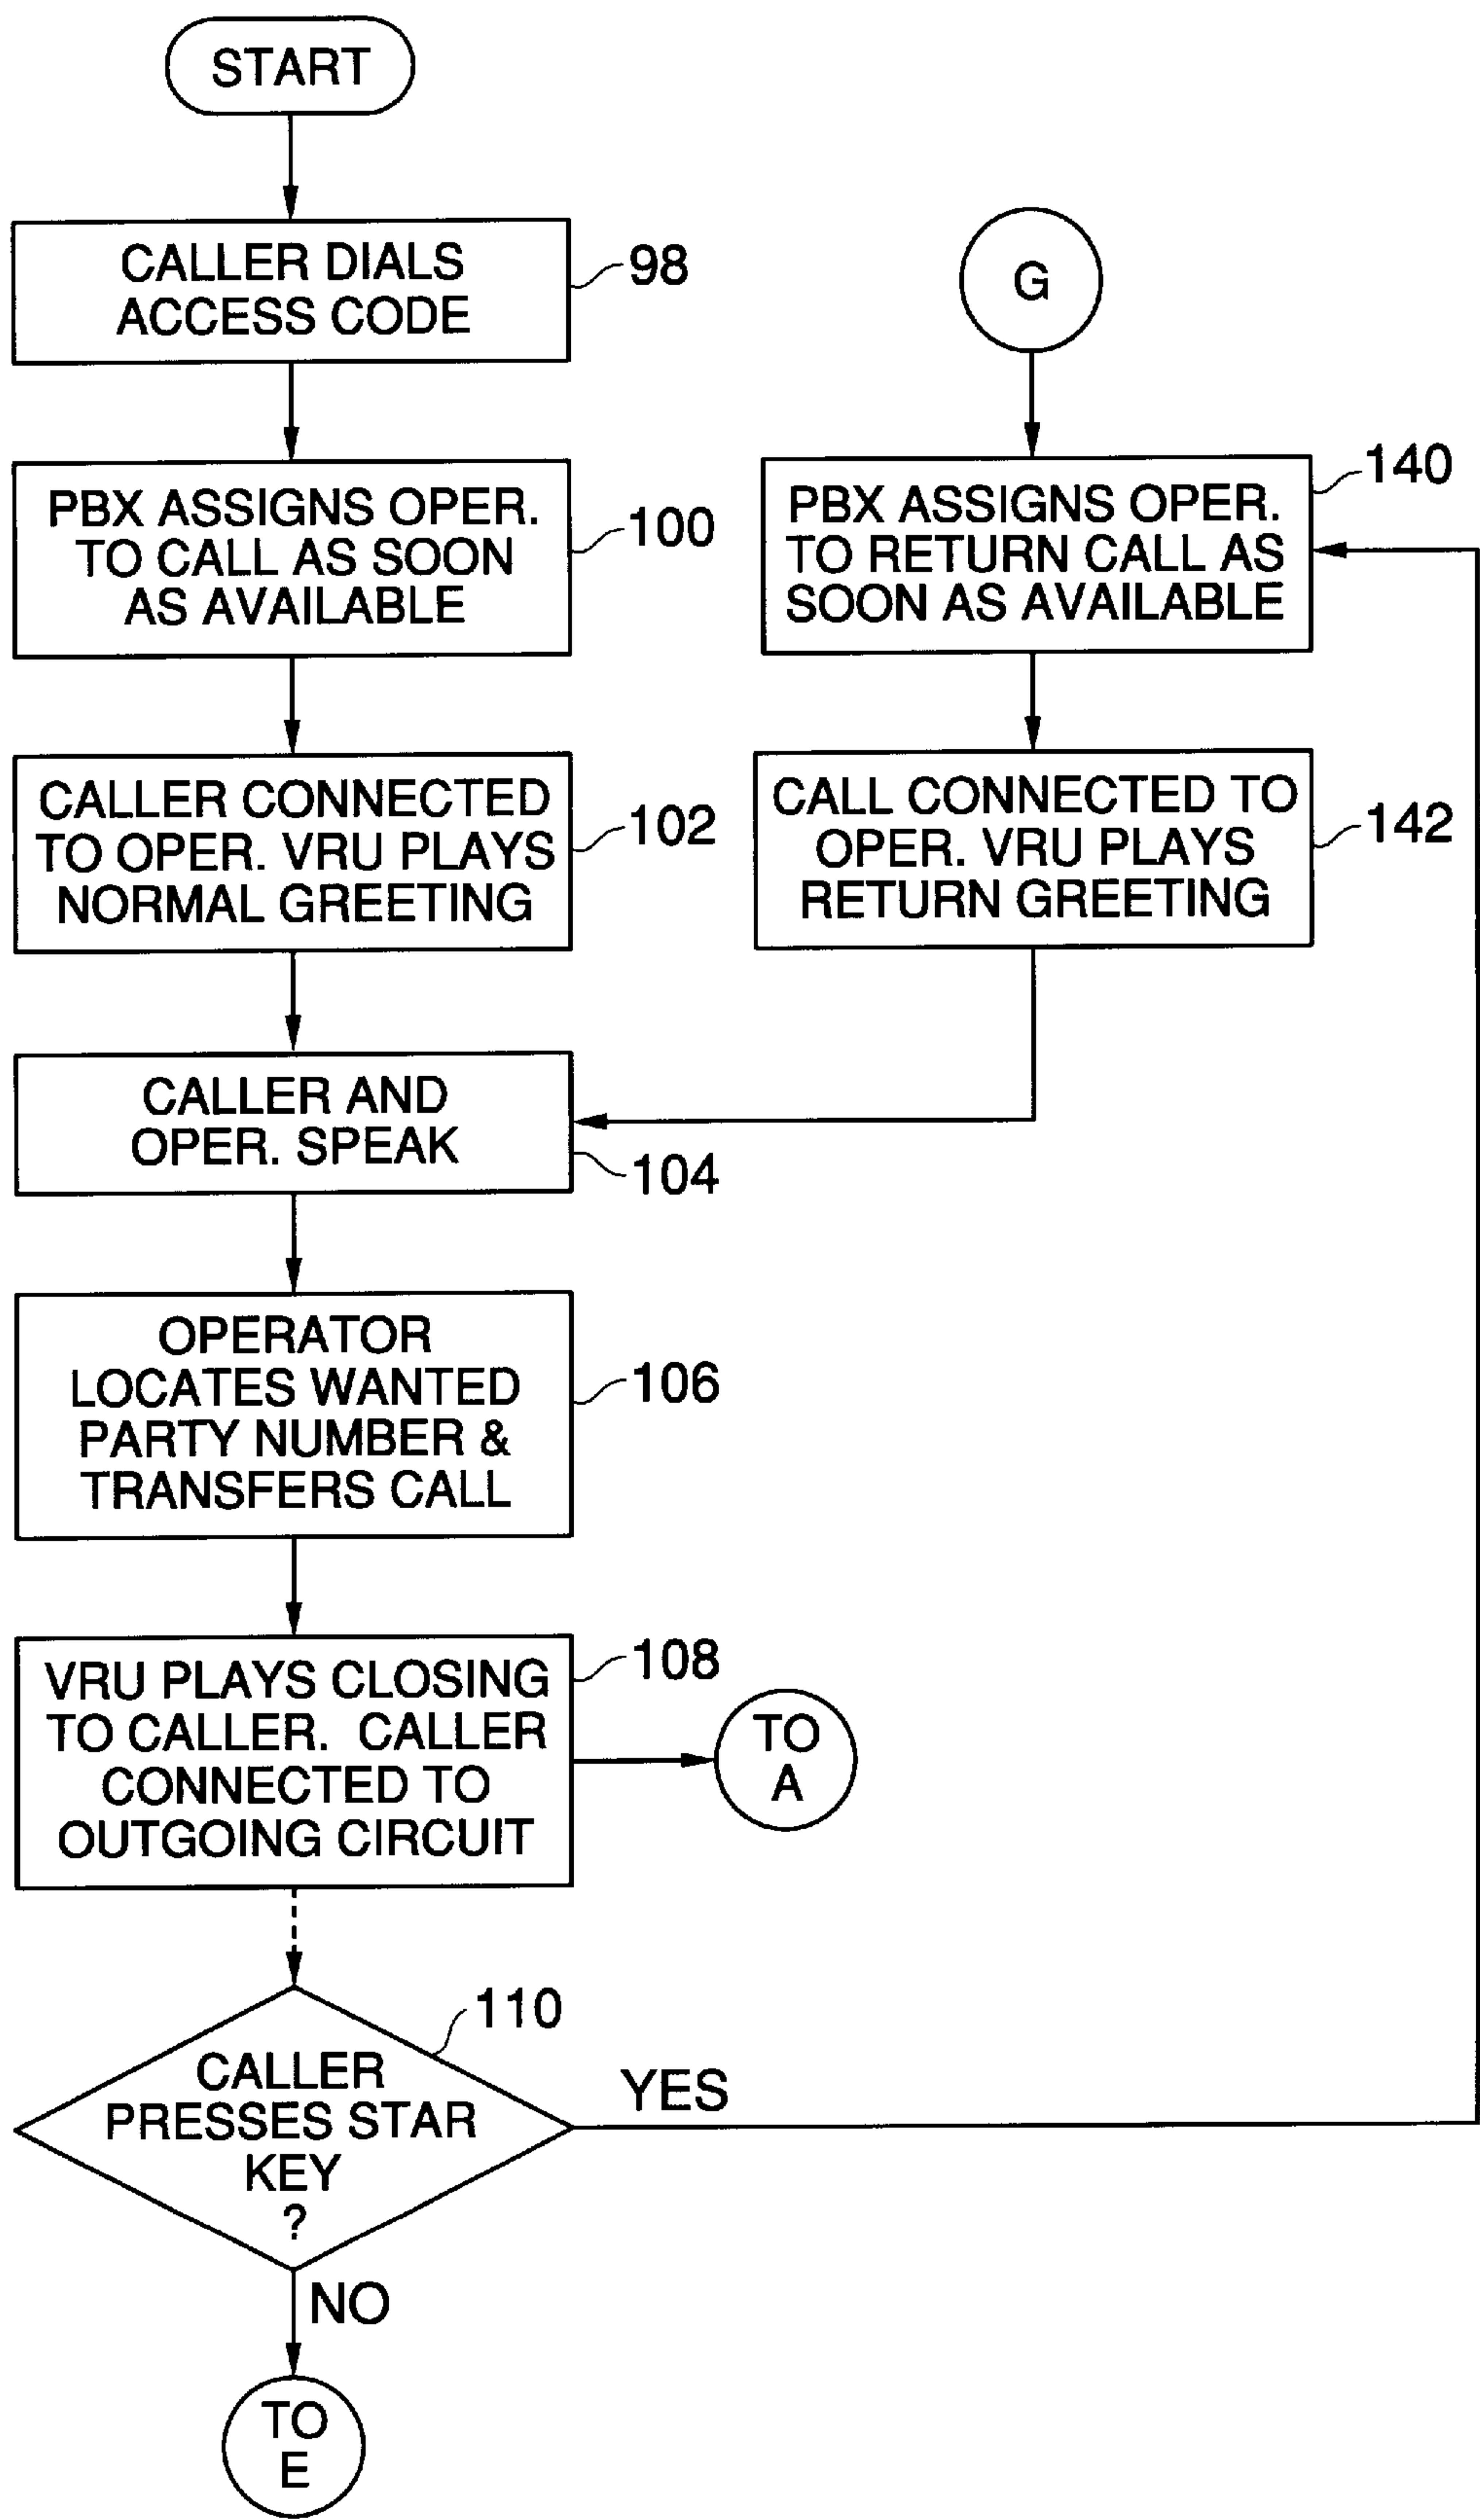 START
CALLER DIALS
ACCESS CODE
98
PBX ASSIGNS OPER.
TO CALL AS SOON
AS AVAILABLE
100
CALLER CONNECTED
TO OPER. VRU PLAYS
NORMAL GREETING
102
CALLER AND
OPER. SPEAK
104
OPERATOR
LOCATES WANTED
PARTY NUMBER &
TRANSFERS CALL
106
VRU PLAYS CLOSING
TO CALLER. CALLER
CONNECTED TO
OUTGOING CIRCUIT
108
TO
A
110
CALLER
PRESSES STAR
KEY
?
YES
NO
TO
E
G
PBX ASSIGNS OPER.
TO RETURN CALL AS
SOON AS AVAILABLE
140
CALL CONNECTED TO
OPER. VRU PLAYS
RETURN GREETING
142